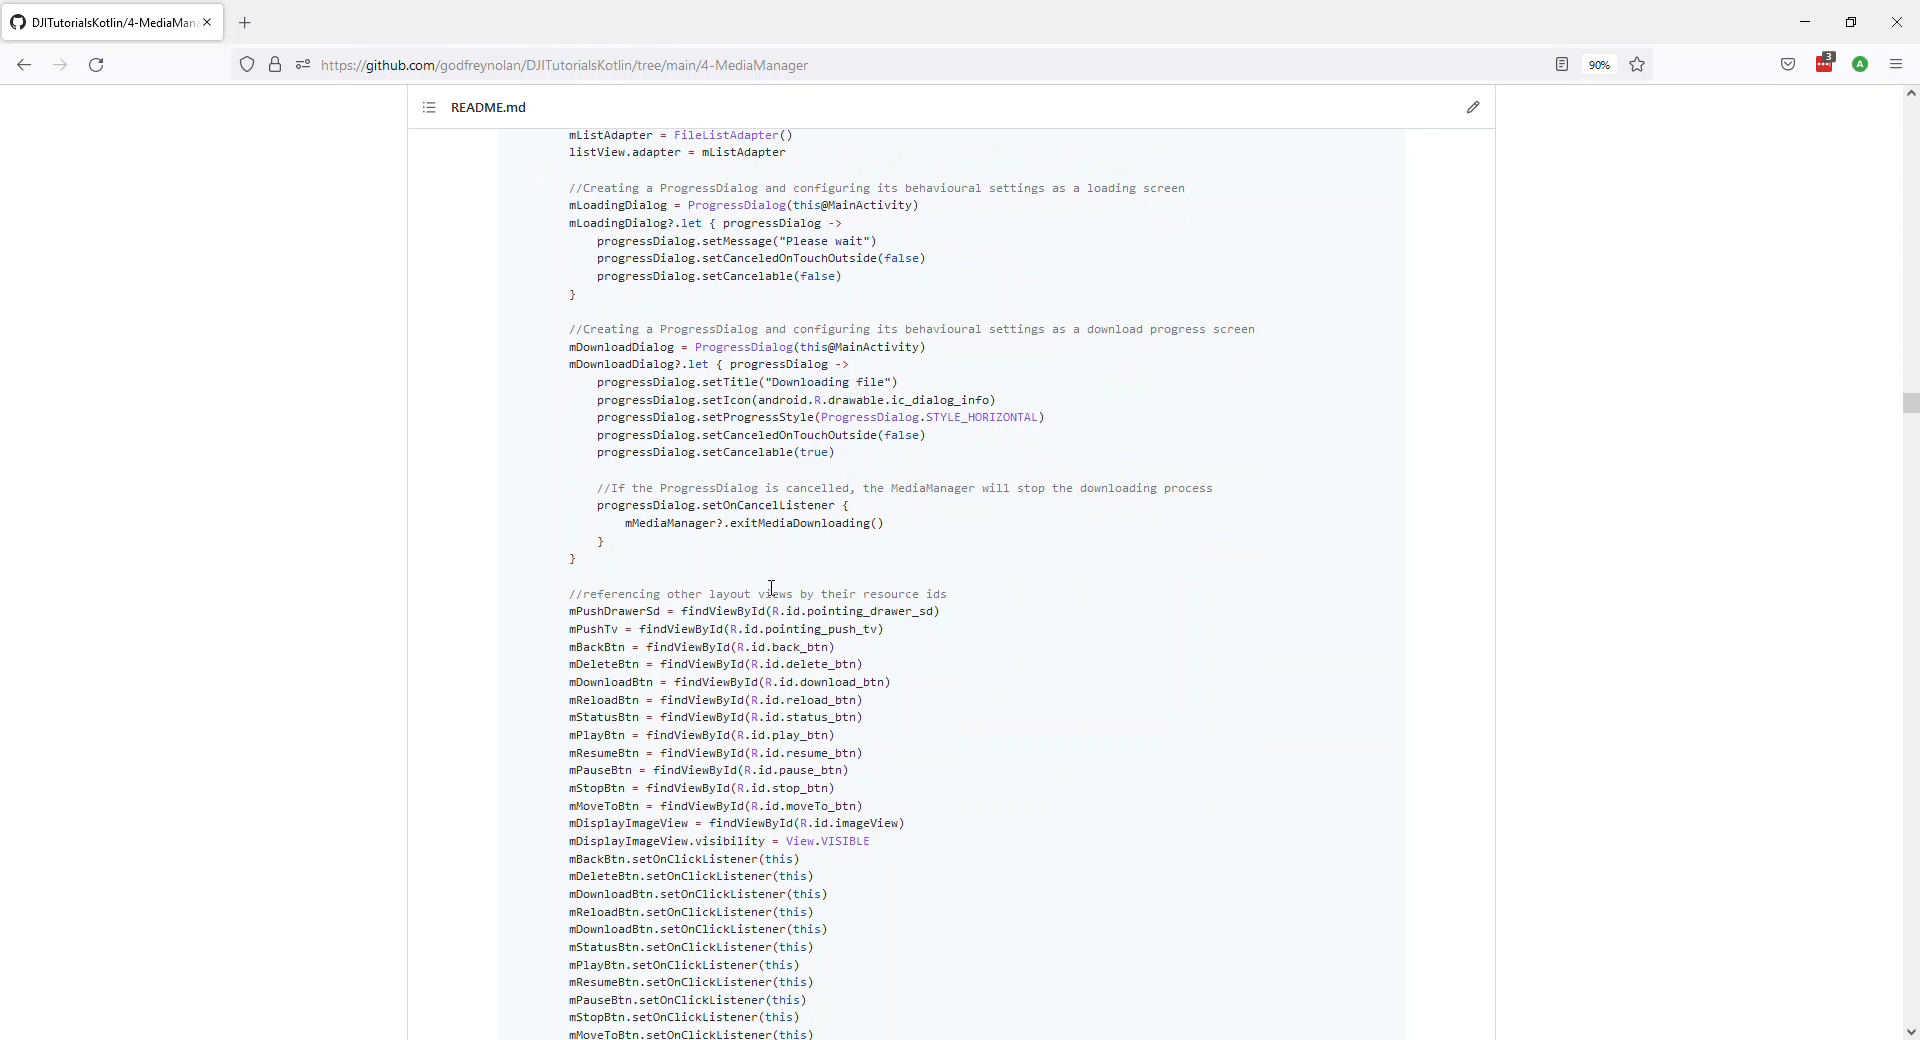 DJITutorialsKotlin/4-MediaMan
https://github.com/godfreynolan/DJITutorialsKotlin/tree/main/4-MediaManager
90%
3
A
README.md
mListAdapter = FileListAdapter()
listView.adapter = mListAdapter
//Creating a ProgressDialog and configuring its behavioural settings as a loading screen
mLoadingDialog = ProgressDialog(this@MainActivity)
mLoadingDialog?.let { progressDialog ->
progressDialog.setMessage("Please wait")
progressDialog.setCanceledOnTouchOutside(false)
progressDialog.setCancelable(false)
}
//Creating a ProgressDialog and configuring its behavioural settings as a download progress screen
mDownloadDialog = ProgressDialog(this@MainActivity)
mDownloadDialog?.let { progressDialog ->
progressDialog.setTitle("Downloading file")
progressDialog.setIcon(android.R.drawable.ic_dialog_info)
progressDialog.setProgressStyle(ProgressDialog.STYLE_HORIZONTAL)
progressDialog.setCanceledOnTouchOutside(false)
progressDialog.setCancelable(true)
//If the ProgressDialog is cancelled, the MediaManager will stop the downloading process
progressDialog.setOnCancelListener {
mMediaManager?.exitMediaDownloading()
}
}
//referencing other layout views by their resource ids
mPushDrawerSd = findViewById(R.id.pointing_drawer_sd)
mPushTv = findViewById(R.id.pointing_push_tv)
mBackBtn = findViewById(R.id.back_btn)
mDeleteBtn = findViewById(R.id.delete_btn)
mDownloadBtn = findViewById(R.id.download_btn)
mReloadBtn = findViewById(R.id.reload_btn)
mStatusBtn = findViewById(R.id.status_btn)
mPlayBtn = findViewById(R.id.play_btn)
mResumeBtn = findViewById(R.id.resume_btn)
mPauseBtn = findViewById(R.id.pause_btn)
mStopBtn = findViewById(R.id.stop_btn)
mMoveToBtn = findViewById(R.id.moveTo_btn)
mDisplayImageView = findViewById(R.id.imageView)
mDisplayImageView.visibility = View.VISIBLE
mBackBtn.setOnClickListener(this)
mDeleteBtn.setOnClickListener(this)
mDownloadBtn.setOnClickListener(this)
mReloadBtn.setOnClickListener(this)
mDownloadBtn.setOnClickListener(this)
mStatusBtn.setOnClickListener(this)
mPlayBtn.setOnClickListener(this)
mResumeBtn.setOnClickListener(this)
mPauseBtn.setOnClickListener(this)
mStopBtn.setOnClickListener(this)
mMoveToBtn.setOnClickListener(this)